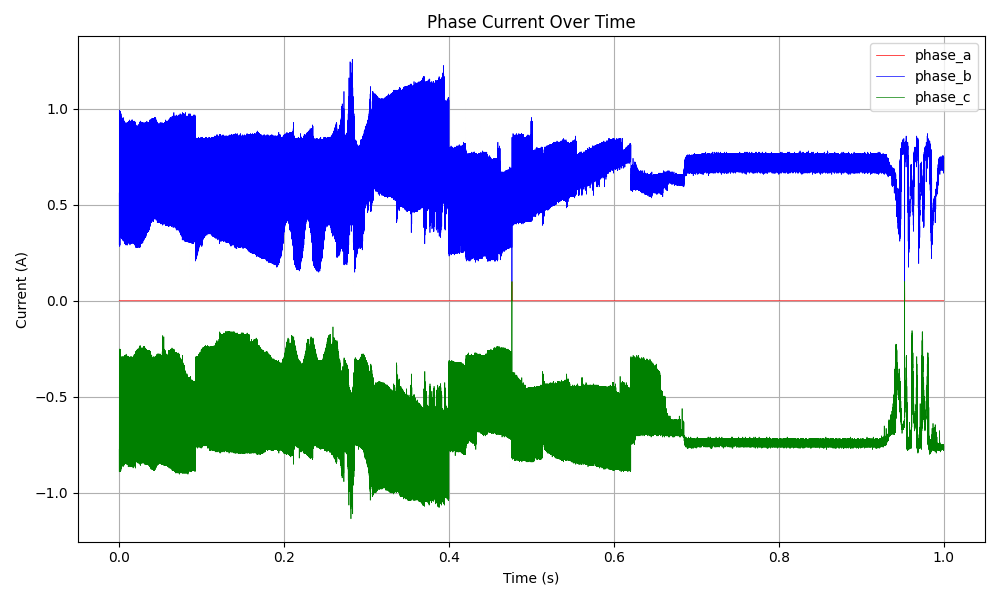 Phase Current Over Time
phase_a
phase_b
phase_c
Current (A)
1.0
0.5
0.0
−0.5
−1.0
0.0 0.2 0.4 0.6 0.8 1.0
Time (s)